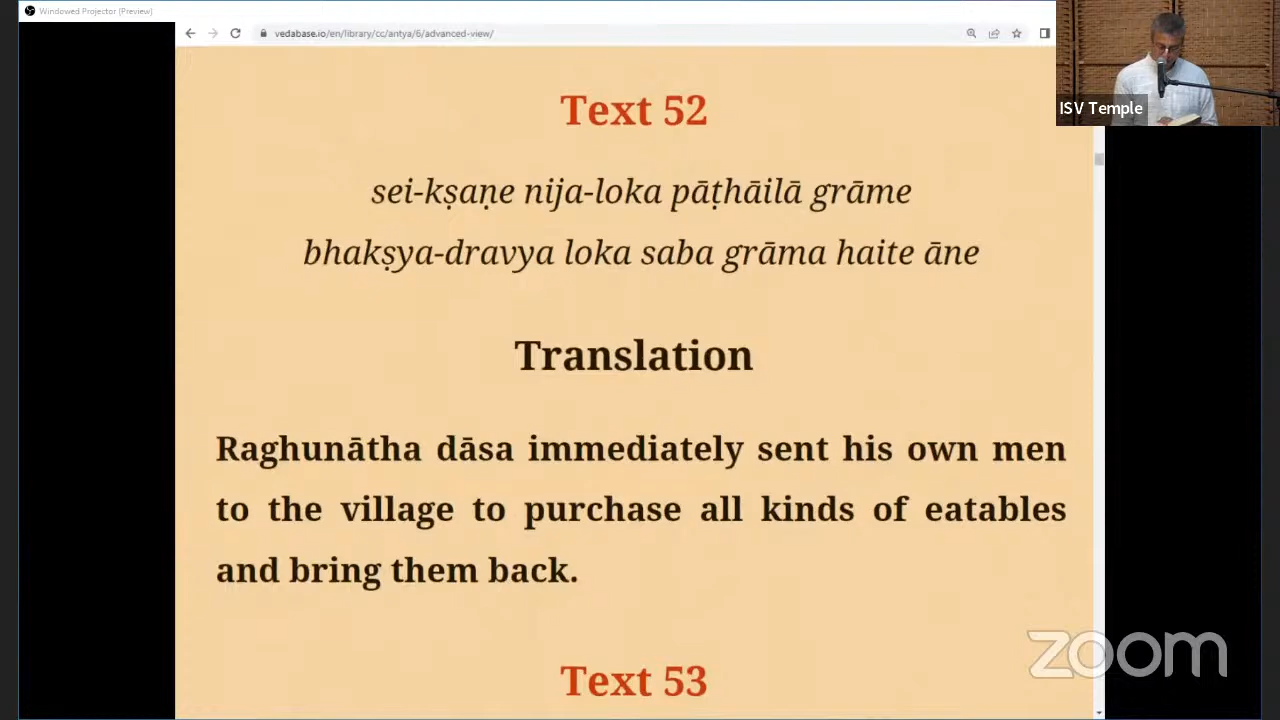 Windowed Projector (Preview)
vedabase.io/en/library/cc/antya/6/advanced-view/
ISV Temple
Text 52
sei-kṣaṇe nija-loka pāṭhāilā grāme
bhakṣya-dravya loka saba grāma haite āne
Translation
Raghunātha dāsa immediately sent his own men
to the village to purchase all kinds of eatables
and bring them back.
zoom
Text 53